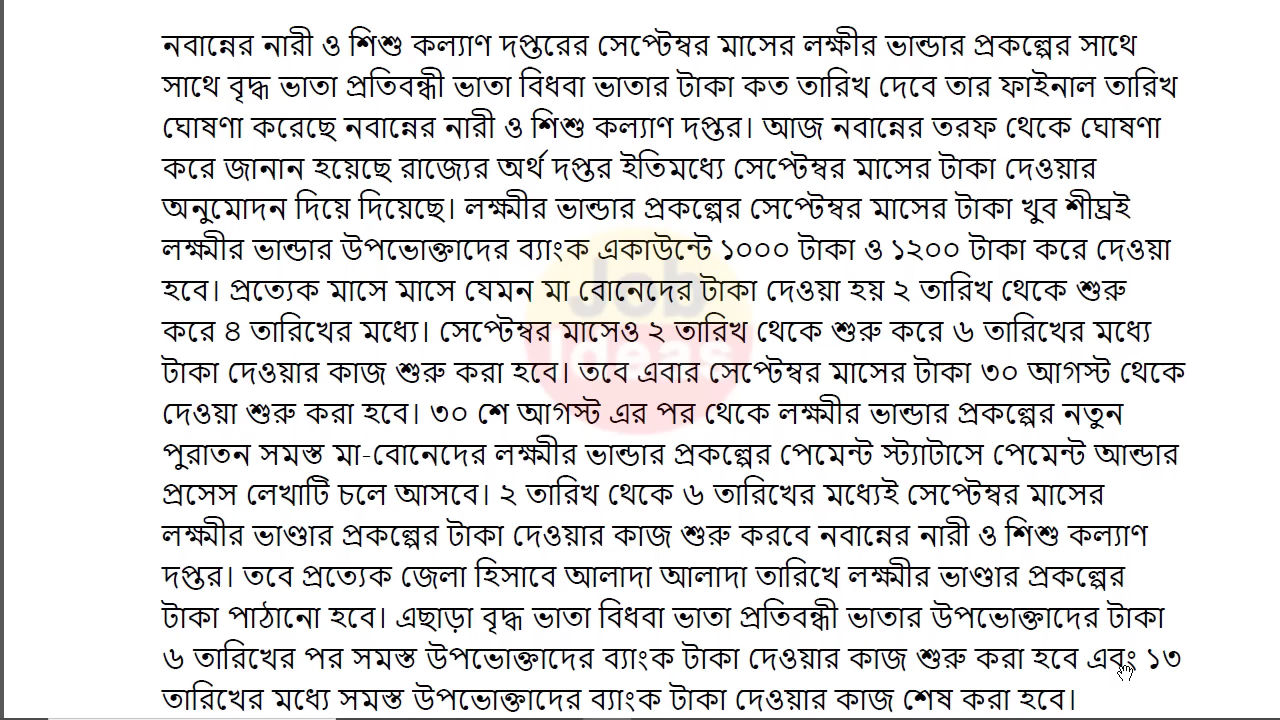 নবান্নের নারী ও শিশু কল্যাণ দপ্তরের সেপ্টেম্বর মাসের লক্ষীর ভান্ডার প্রকল্পের সাথে
সাথে বৃদ্ধ ভাতা প্রতিবন্ধী ভাতা বিধবা ভাতার টাকা কত তারিখ দেবে তার ফাইনাল তারিখ
ঘোষণা করেছে নবান্নের নারী ও শিশু কল্যাণ দপ্তর। আজ নবান্নের তরফ থেকে ঘোষণা
করে জানান হয়েছে রাজ্যের অর্থ দপ্তর ইতিমধ্যে সেপ্টেম্বর মাসের টাকা দেওয়ার
অনুমোদন দিয়ে দিয়েছে। লক্ষ্মীর ভান্ডার প্রকল্পের সেপ্টেম্বর মাসের টাকা খুব শীঘ্রই
লক্ষ্মীর ভান্ডার উপভোক্তাদের ব্যাংক একাউন্টে ১০০০ টাকা ও ১২০০ টাকা করে দেওয়া
হবে। প্রত্যেক মাসে মাসে যেমন মা বোনেদের টাকা দেওয়া হয় ২ তারিখ থেকে শুরু
করে ৪ তারিখের মধ্যে। সেপ্টেম্বর মাসেও ২ তারিখ থেকে শুরু করে ৬ তারিখের মধ্যে
টাকা দেওয়ার কাজ শুরু করা হবে। তবে এবার সেপ্টেম্বর মাসের টাকা ৩০ আগস্ট থেকে
দেওয়া শুরু করা হবে। ৩০ শে আগস্ট এর পর থেকে লক্ষ্মীর ভান্ডার প্রকল্পের নতুন
পুরাতন সমস্ত মা-বোনেদের লক্ষ্মীর ভান্ডার প্রকল্পের পেমেন্ট স্ট্যাটাসে পেমেন্ট আন্ডার
প্রসেস লেখাটি চলে আসবে। ২ তারিখ থেকে ৬ তারিখের মধ্যেই সেপ্টেম্বর মাসের
লক্ষ্মীর ভাণ্ডার প্রকল্পের টাকা দেওয়ার কাজ শুরু করবে নবান্নের নারী ও শিশু কল্যাণ
দপ্তর। তবে প্রত্যেক জেলা হিসাবে আলাদা আলাদা তারিখে লক্ষ্মীর ভাণ্ডার প্রকল্পের
টাকা পাঠানো হবে। এছাড়া বৃদ্ধ ভাতা বিধবা ভাতা প্রতিবন্ধী ভাতার উপভোক্তাদের টাকা
৬ তারিখের পর সমস্ত উপভোক্তাদের ব্যাংক টাকা দেওয়ার কাজ শুরু করা হবে এবং ১৩
তারিখের মধ্যে সমস্ত উপভোক্তাদের ব্যাংক টাকা দেওয়ার কাজ শেষ করা হবে।
Job
Ideas